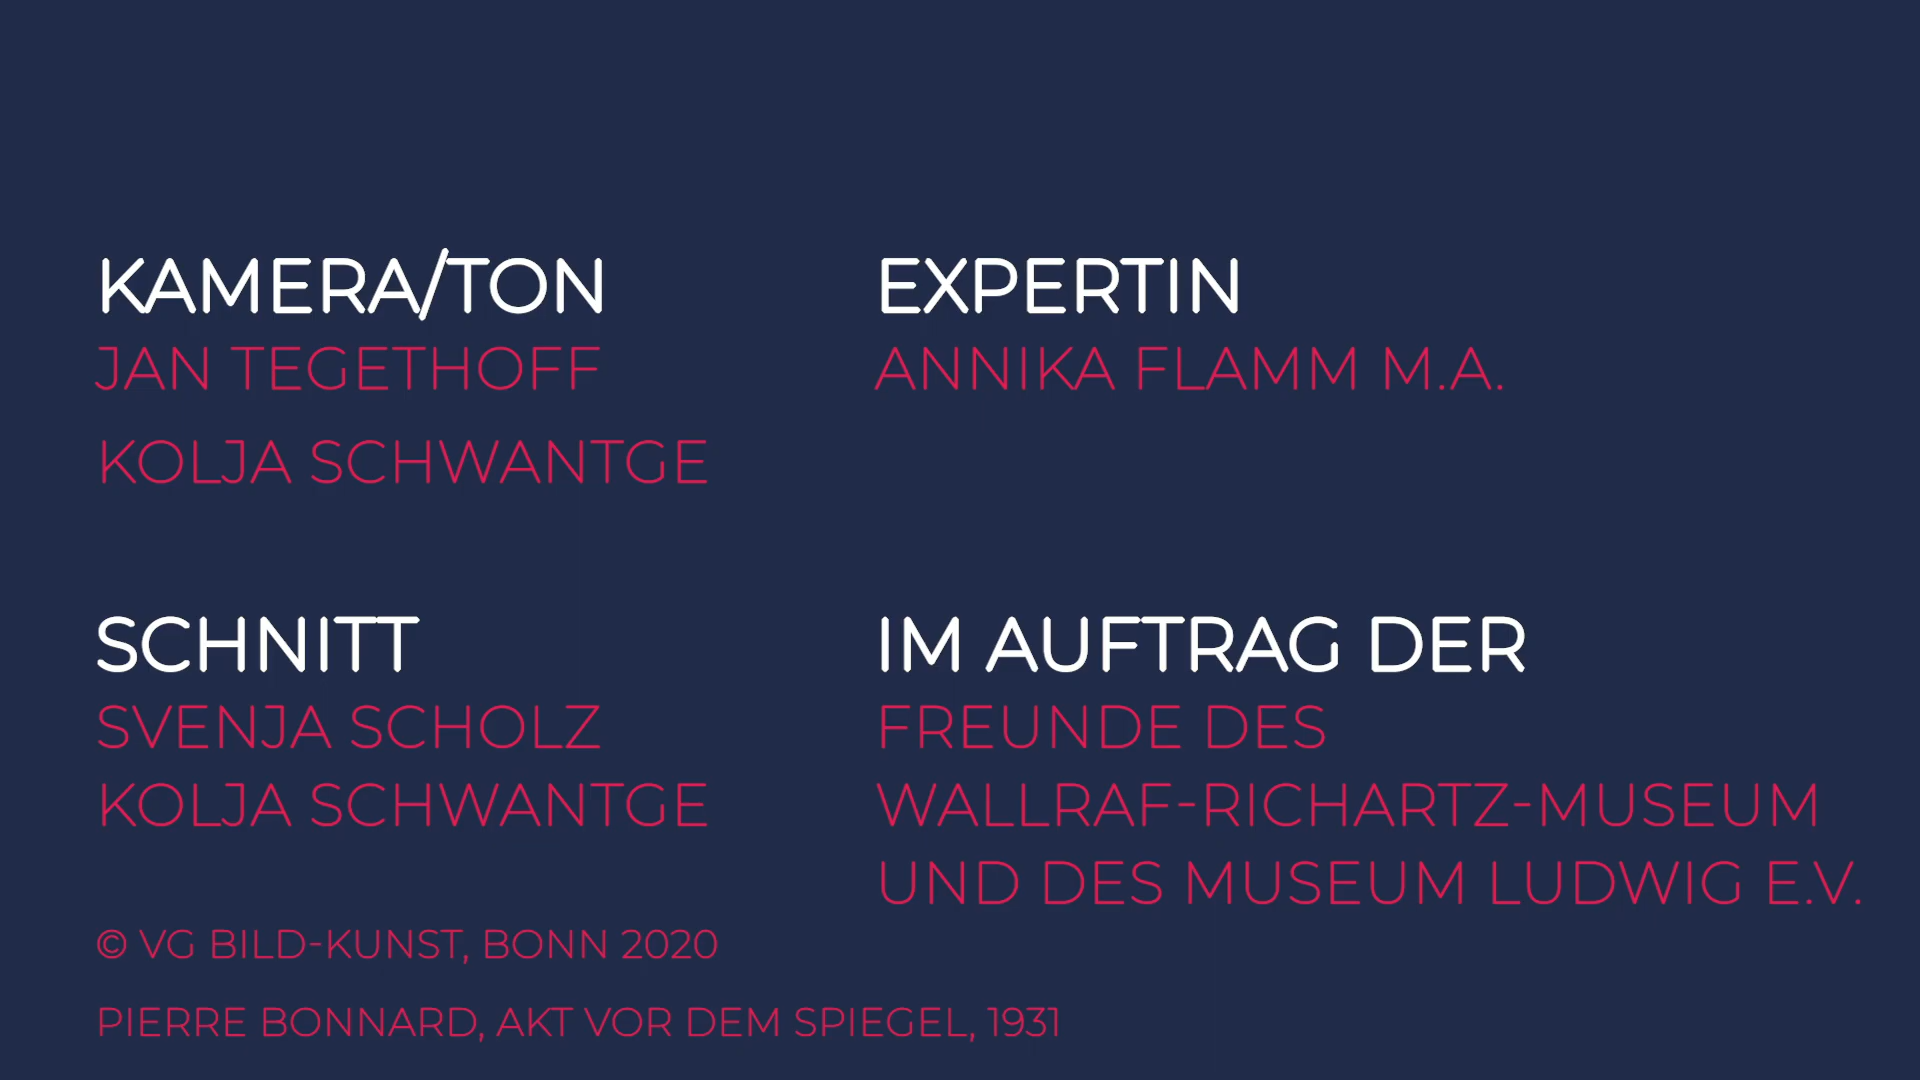 KAMERA/TON
JAN TEGETHOFF
KOLJA SCHWANTGE
EXPERTIN
ANNIKA FLAMM M.A.
SCHNITT
SVENJA SCHOLZ
KOLJA SCHWANTGE
IM AUFTRAG DER
FREUNDE DES
WALLRAF-RICHARTZ-MUSEUM
UND DES MUSEUM LUDWIG E.V.
© VG BILD-KUNST, BONN 2020
PIERRE BONNARD, AKT VOR DEM SPIEGEL, 1931